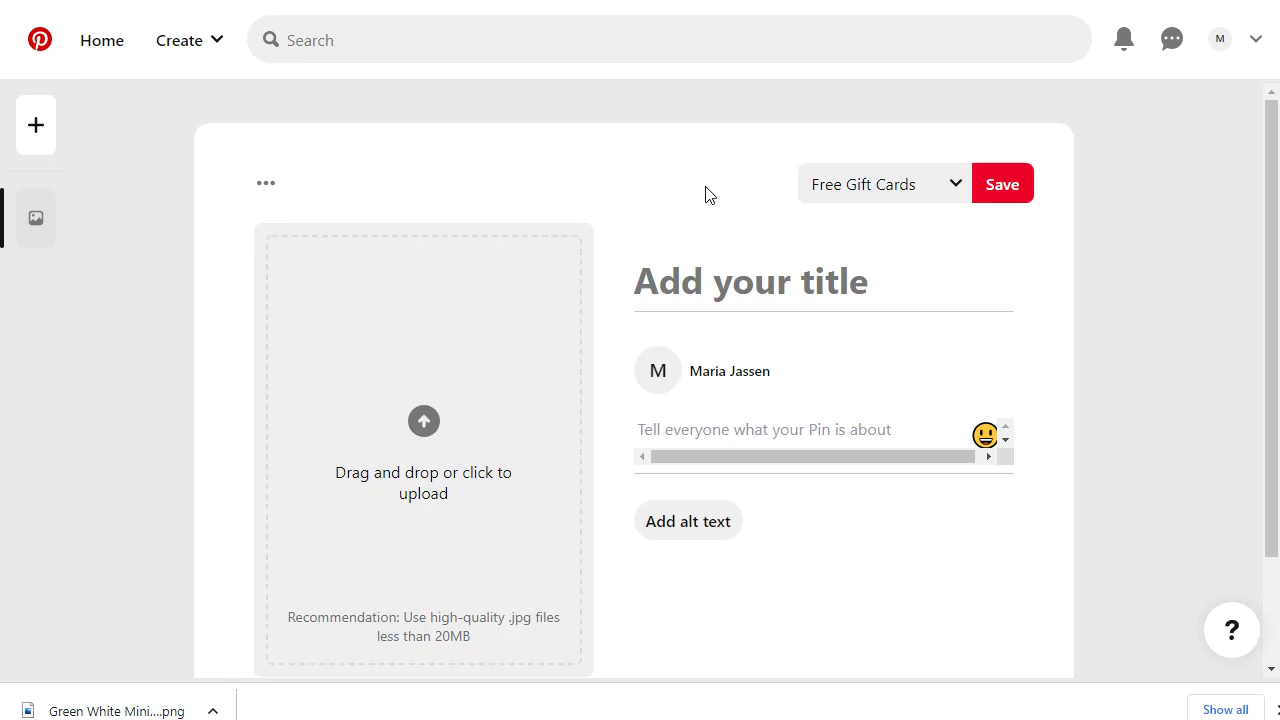 Home
Create
Search
M
Free Gift Cards
Save
Add your title
M
Maria Jassen
Tell everyone what your Pin is about
Add alt text
Drag and drop or click to
upload
Recommendation: Use high-quality .jpg files
less than 20MB
?
Green White Mini....png
Show all